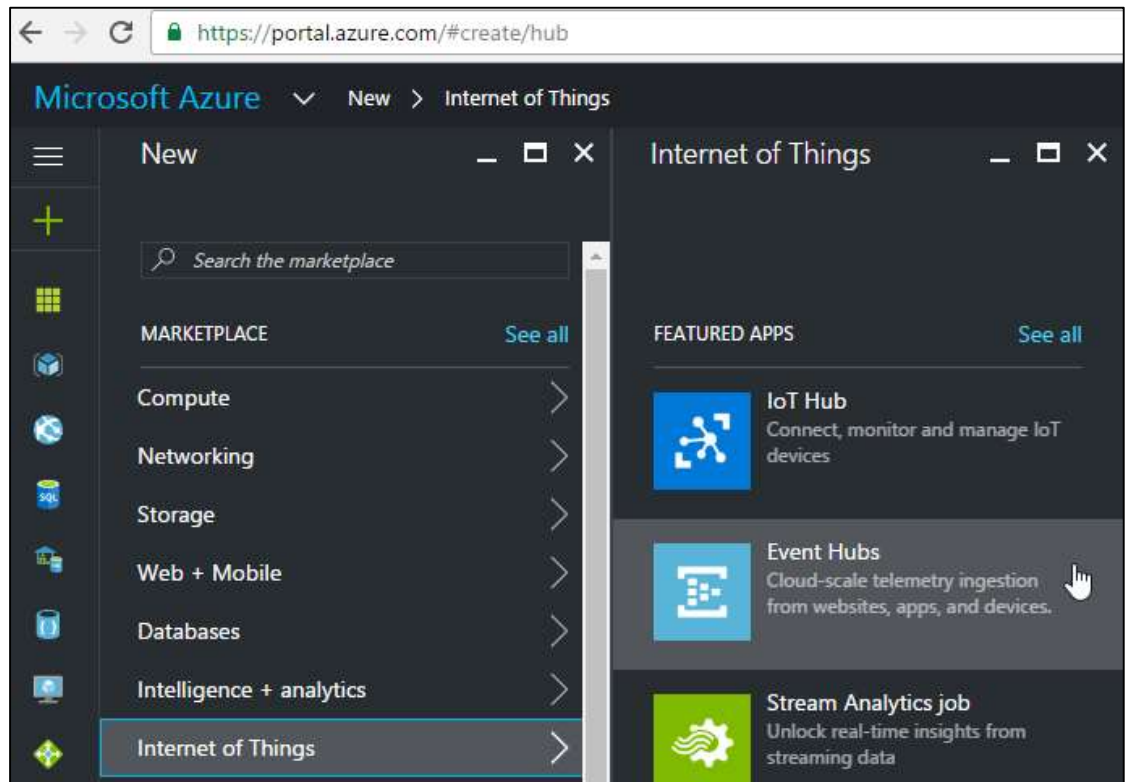 https://portal.azure.com/#create/hub
Microsoft Azure New > Internet of Things
New
Search the marketplace
MARKETPLACE See all
Compute
Networking
Storage
Web + Mobile
Databases
Intelligence + analytics
Internet of Things
Internet of Things
FEATURED APPS See all
IoT Hub
Connect, monitor and manage IoT
devices
Event Hubs
Cloud-scale telemetry ingestion
from websites, apps, and devices.
Stream Analytics job
Unlock real-time insights from
streaming data
SQL